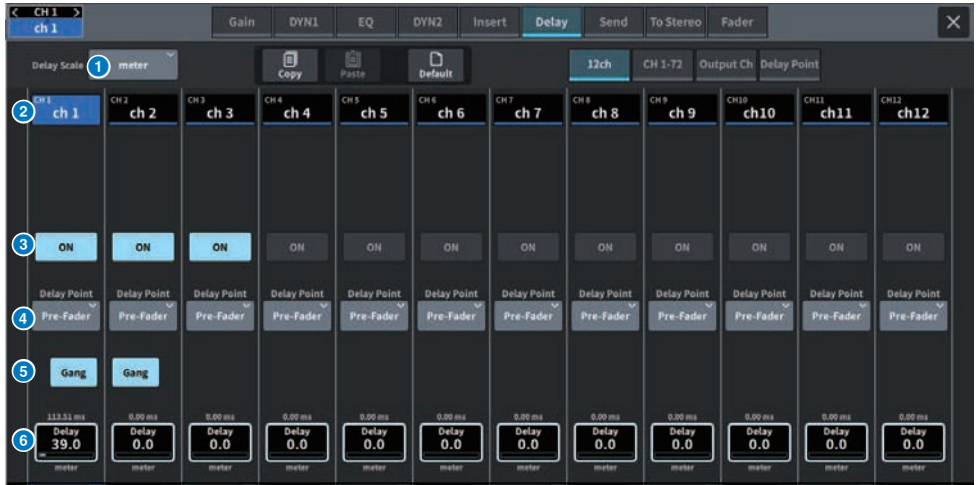 CH 1
ch 1
Gain DYN1 EQ DYN2 Insert Delay Send To Stereo Fader
Delay Scale 1 meter
Copy Paste Default
12ch CH 1-72 Output Ch Delay Point
2
CH 1 CH 2 CH 3 CH 4 CH 5 CH 6 CH 7 CH 8 CH 9 CH10 CH11 CH12
ch 1 ch 2 ch 3 ch 4 ch 5 ch 6 ch 7 ch 8 ch 9 ch10 ch11 ch12
3 ON ON ON ON ON ON ON ON ON ON ON ON
Delay Point Delay Point Delay Point Delay Point Delay Point Delay Point Delay Point Delay Point Delay Point Delay Point Delay Point Delay Point
4 Pre-Fader Pre-Fader Pre-Fader Pre-Fader Pre-Fader Pre-Fader Pre-Fader Pre-Fader Pre-Fader Pre-Fader Pre-Fader Pre-Fader
5 Gang Gang
113.51 ms 0.00 ms 0.00 ms 0.00 ms 0.00 ms 0.00 ms 0.00 ms 0.00 ms 0.00 ms 0.00 ms 0.00 ms 0.00 ms
6 Delay Delay Delay Delay Delay Delay Delay Delay Delay Delay Delay Delay
39.0 0.0 0.0 0.0 0.0 0.0 0.0 0.0 0.0 0.0 0.0 0.0
meter meter meter meter meter meter meter meter meter meter meter meter